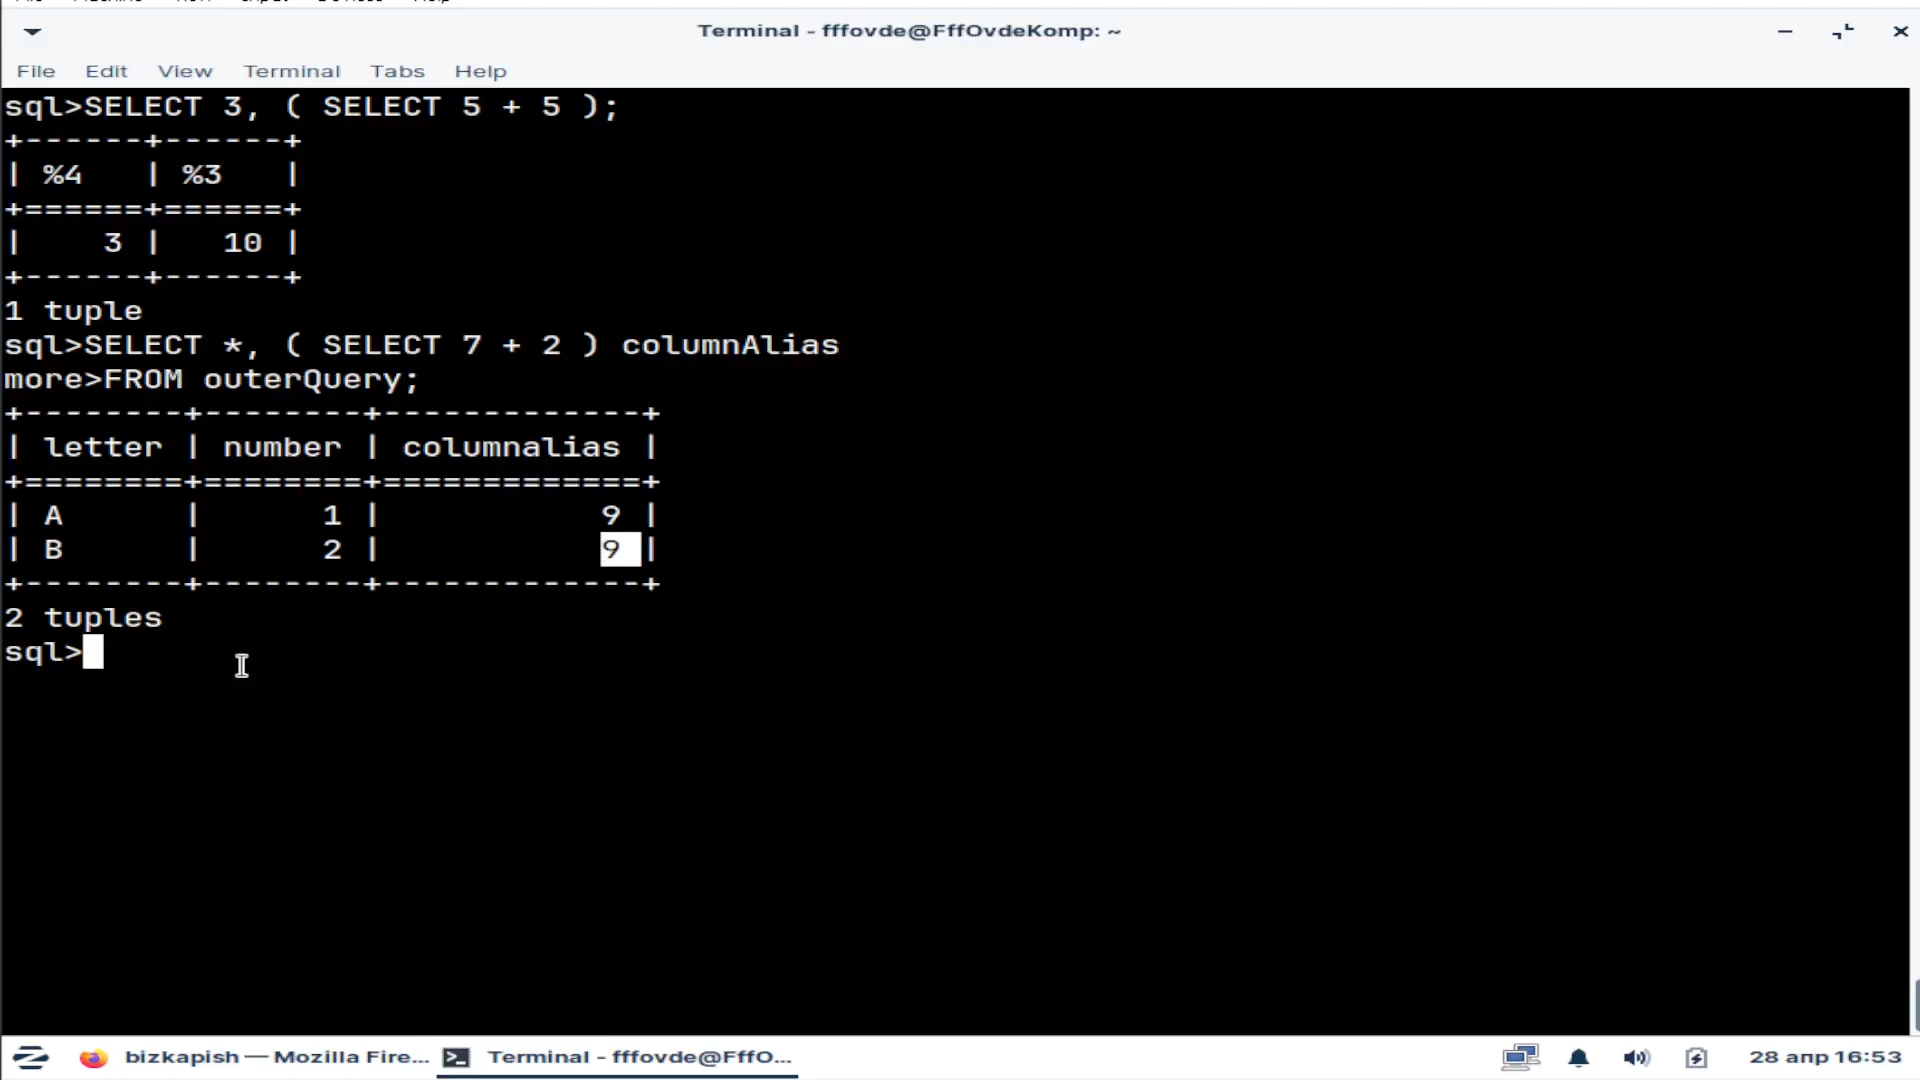 Terminal - fffovde@FffOvdeKomp: ~
File Edit View Terminal Tabs Help
sql>SELECT 3, ( SELECT 5 + 5 );
+------+------+
| %4   | %3   |
+======+======+
|    3 |   10 |
+------+------+
1 tuple
sql>SELECT *, ( SELECT 7 + 2 ) columnAlias
more>FROM outerQuery;
+--------+--------+-------------+
| letter | number | columnalias |
+========+========+=============+
| A      |      1 |           9 |
| B      |      2 |           9 |
+--------+--------+-------------+
2 tuples
sql>
bizkapish — Mozilla Fire... Terminal - fffovde@FffO... 28 апр 16:53